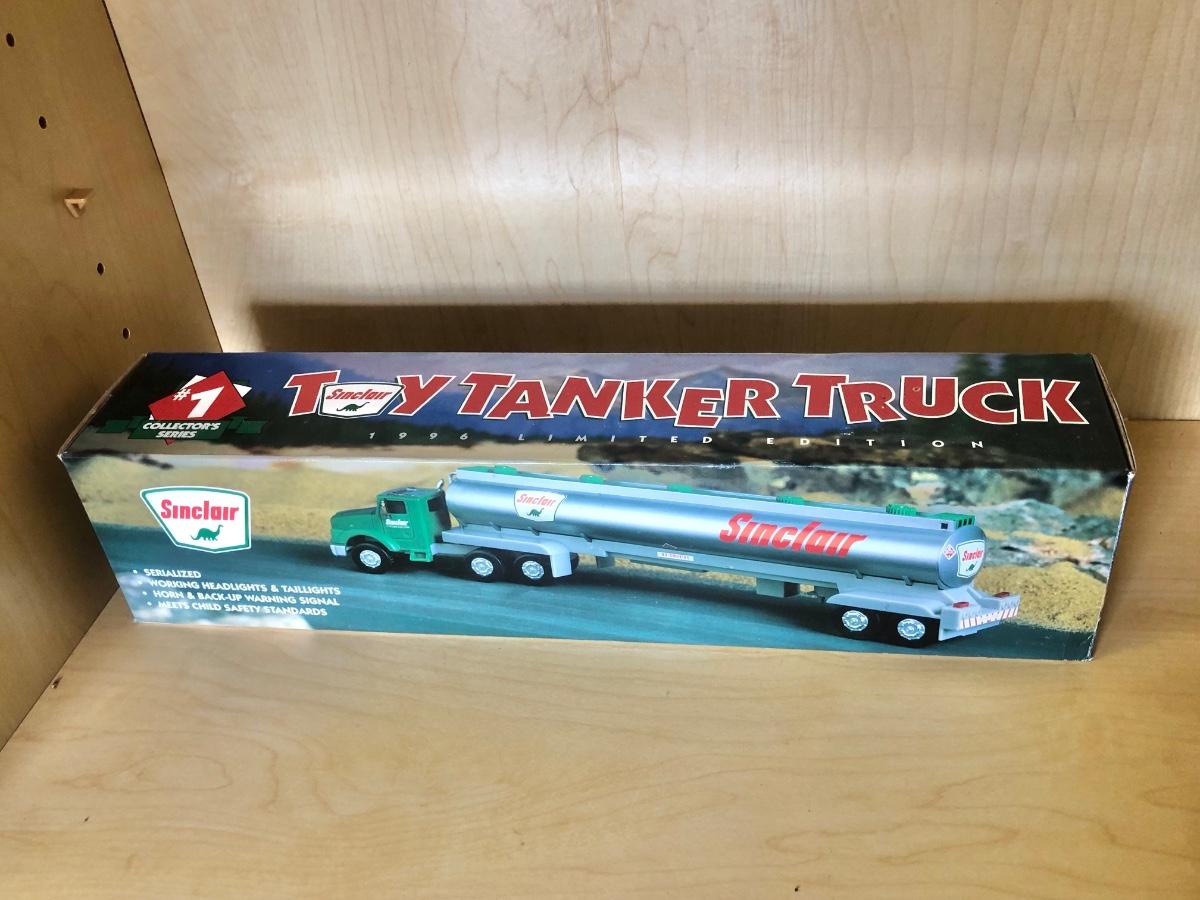 #1
COLLECTOR'S
SERIES
TOY TANKER TRUCK
Sinclair
1996 LIMITED EDITION
Sinclair
SERIALIZED
WORKING HEADLIGHTS & TAILLIGHTS
HORN & BACK-UP WARNING SIGNAL
MEETS CHILD SAFETY STANDARDS
Sinclair
Sinclair
Sinclair
Sinclair